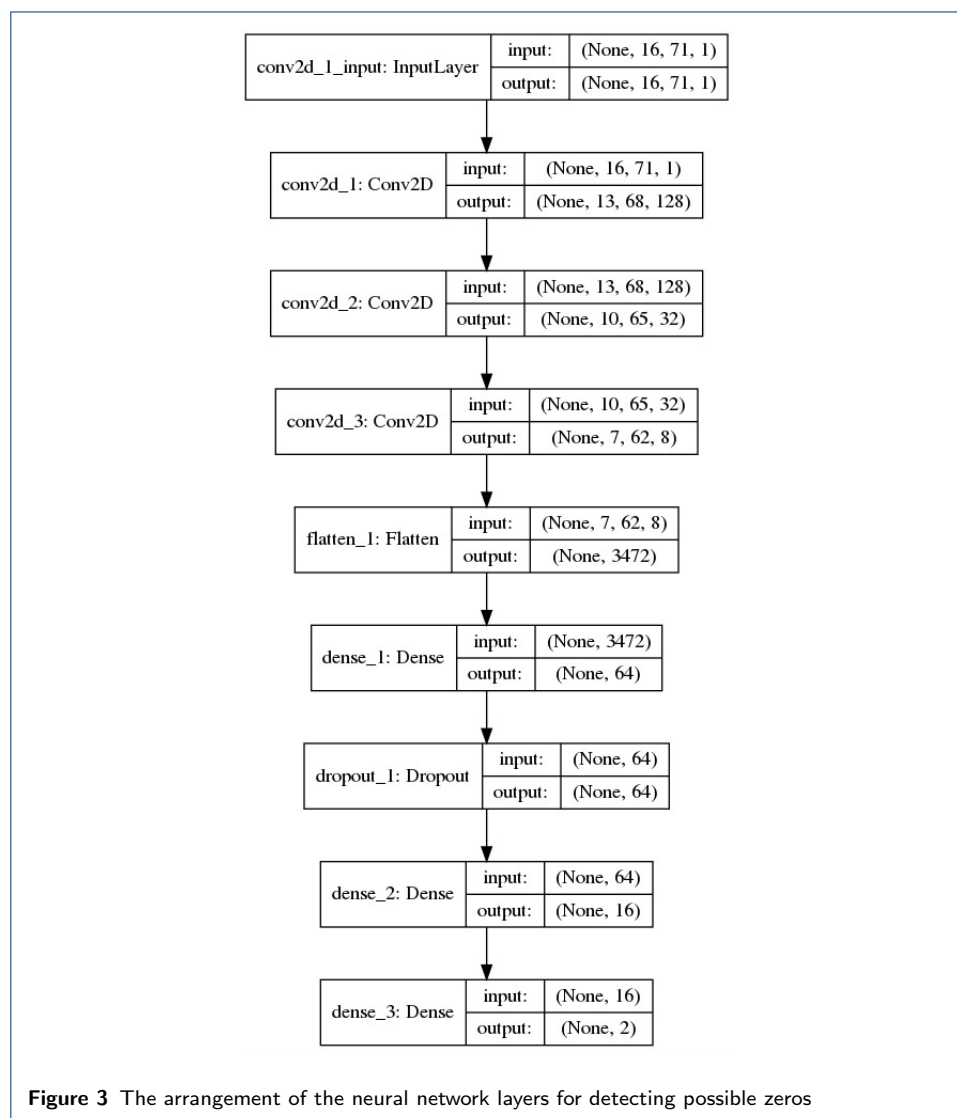 conv2d_1_input: InputLayer
input: (None, 16, 71, 1)
output: (None, 16, 71, 1)
conv2d_1: Conv2D
input: (None, 16, 71, 1)
output: (None, 13, 68, 128)
conv2d_2: Conv2D
input: (None, 13, 68, 128)
output: (None, 10, 65, 32)
conv2d_3: Conv2D
input: (None, 10, 65, 32)
output: (None, 7, 62, 8)
flatten_1: Flatten
input: (None, 7, 62, 8)
output: (None, 3472)
dense_1: Dense
input: (None, 3472)
output: (None, 64)
dropout_1: Dropout
input: (None, 64)
output: (None, 64)
dense_2: Dense
input: (None, 64)
output: (None, 16)
dense_3: Dense
input: (None, 16)
output: (None, 2)
Figure 3 The arrangement of the neural network layers for detecting possible zeros